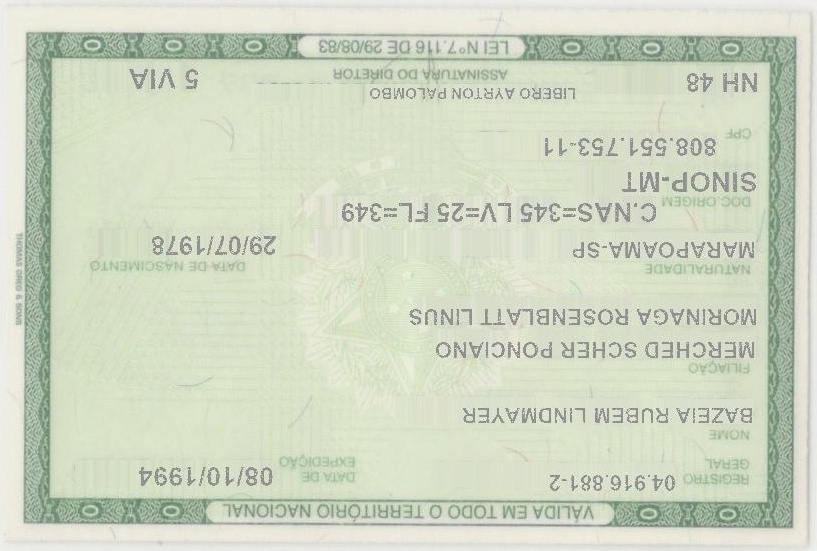 VÁLIDA EM TODO O TERRITÓRIO NACIONAL
REGISTRO GERAL 04.916.881-2 DATA DE EXPEDIÇÃO 08/10/1994
NOME
BAZEIA RUBEM LINDMAYER
FILIAÇÃO
MERCHED SCHER PONCIANO
MORINAGA ROSENBLATT LINUS
NATURALIDADE DATA DE NASCIMENTO
MARAPOAMA-SP 29/07/1978
DOC.ORIGEM C.NAS=345 LV=25 FL=349
SINOP-MT
CPF 808.551.753-11
LIBERO AYRTON PALOMBO
NH 48 ASSINATURA DO DIRETOR 5 VIA
LEI Nº 7.116 DE 29/08/83
THOMAS GREG & SONS